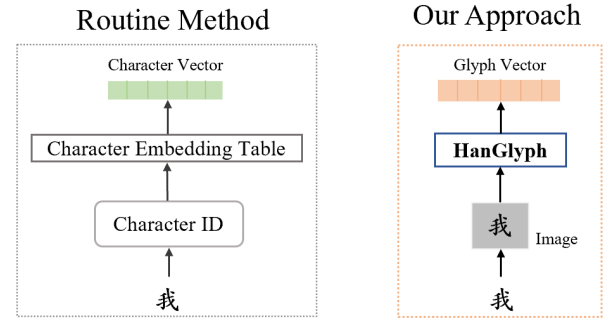 Routine Method
Character Vector
Character Embedding Table
Character ID
我
Our Approach
Glyph Vector
HanGlyph
我
Image
我